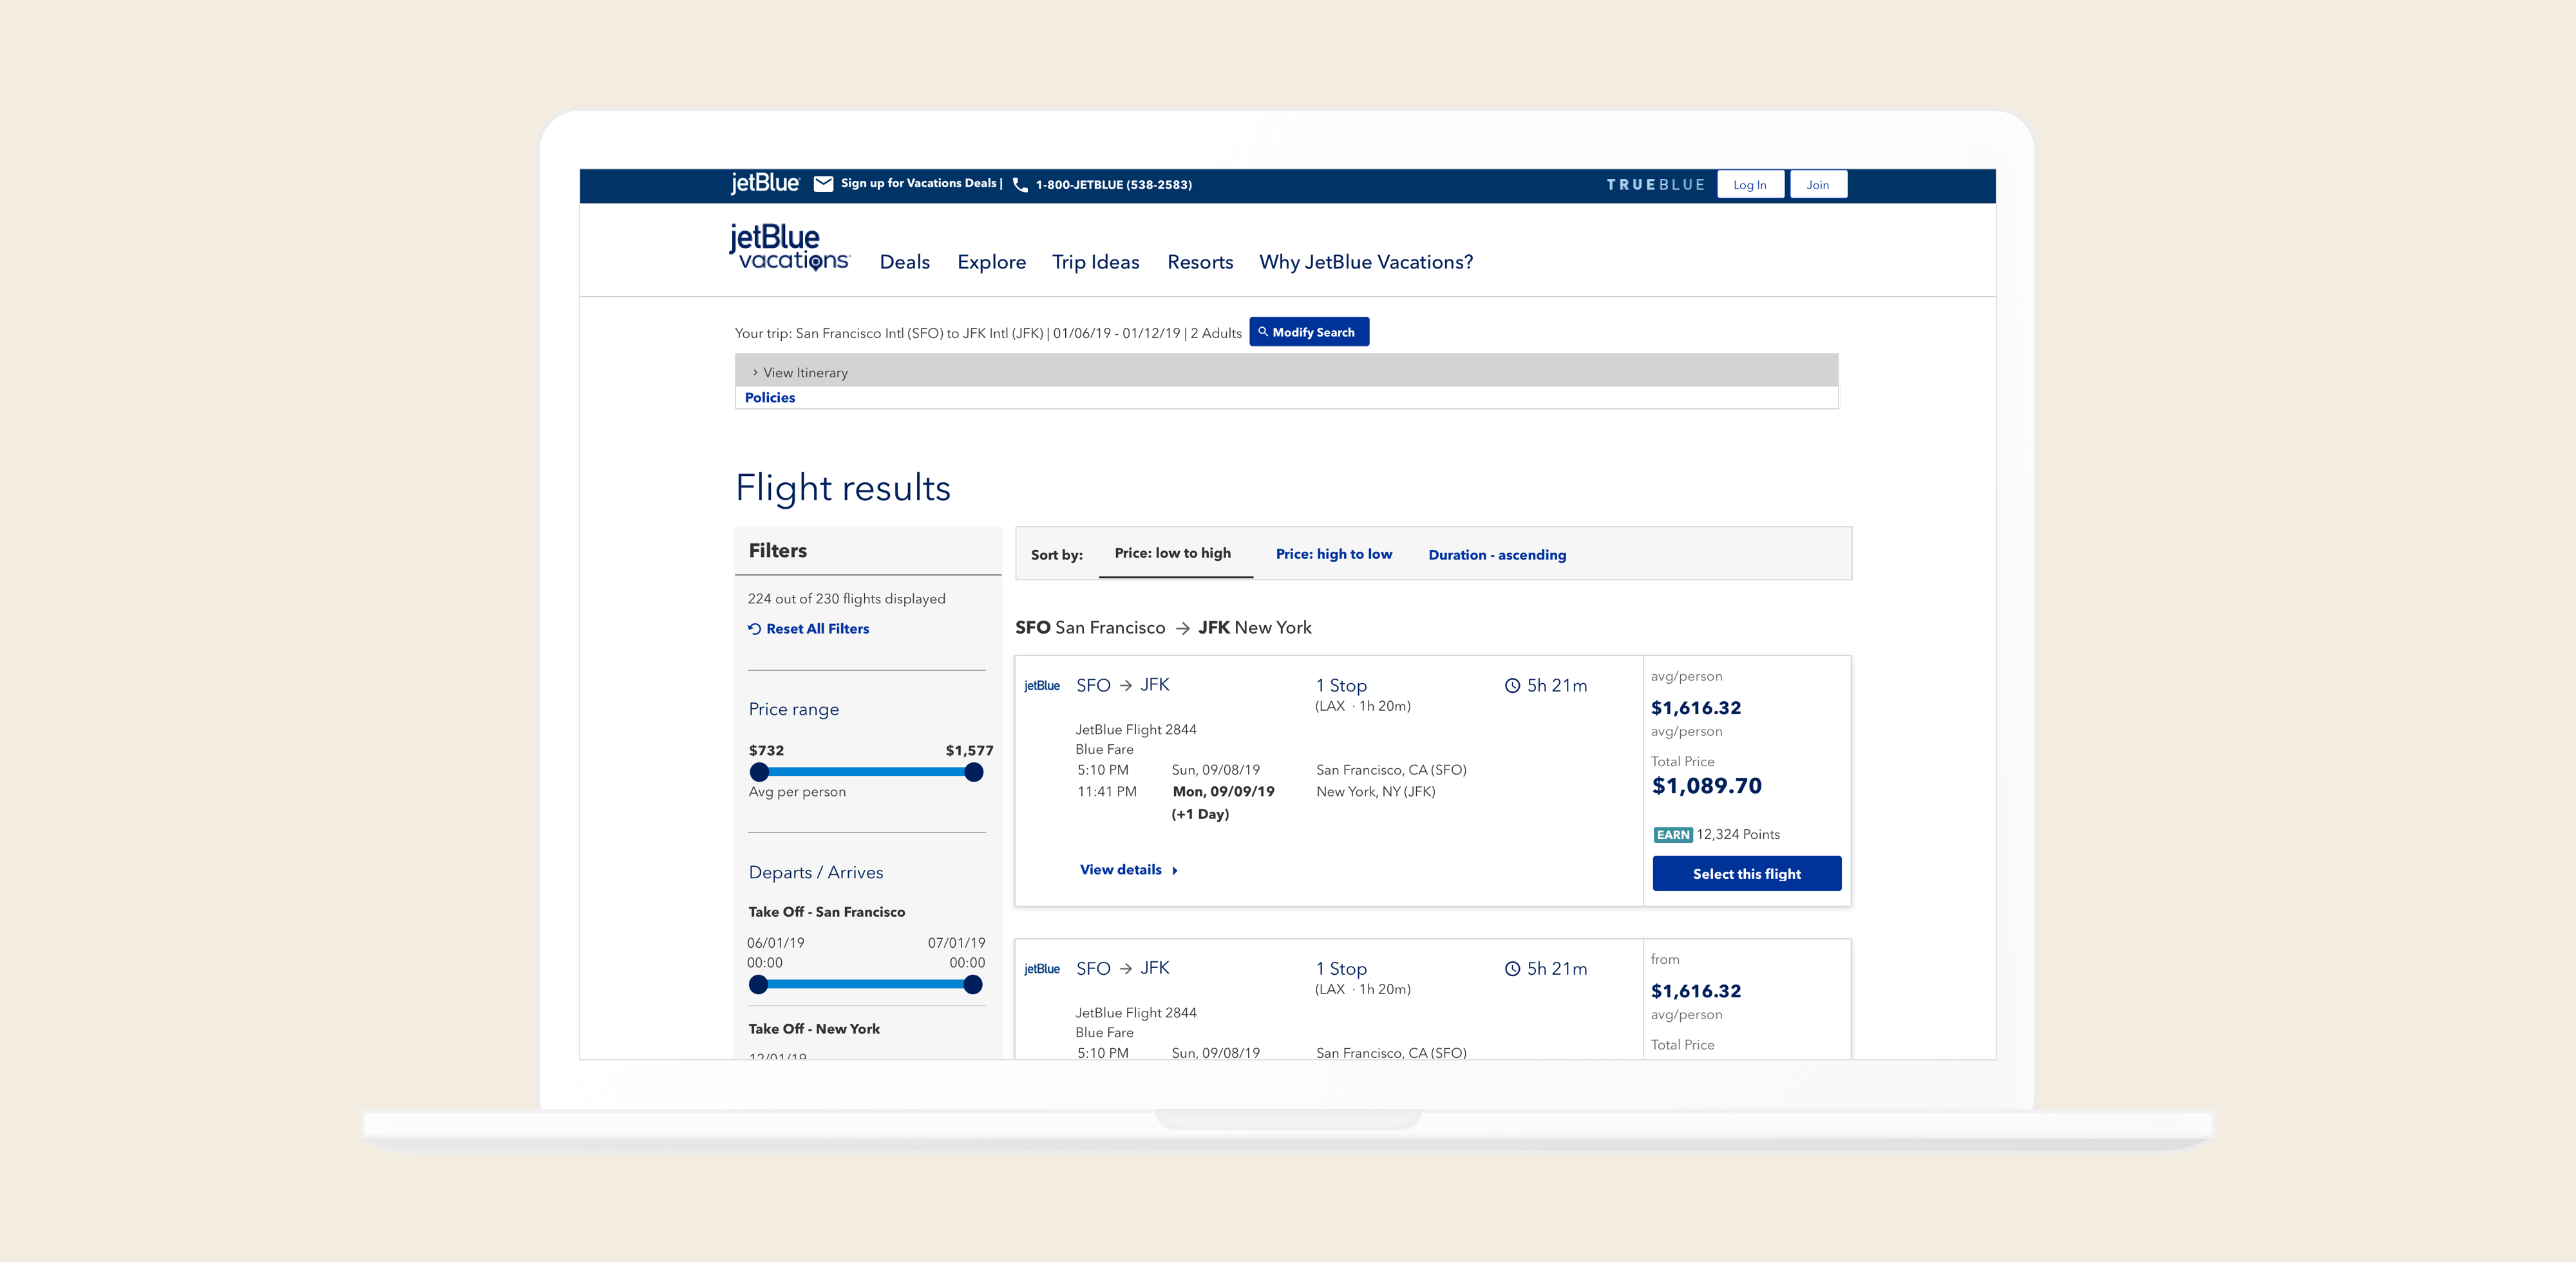 jetBlue Sign up for Vacations Deals | 1-800-JETBLUE (538-2583) TRUEBLUE Log In Join
jetBlue
vacations Deals Explore Trip Ideas Resorts Why JetBlue Vacations?
Your trip: San Francisco Intl (SFO) to JFK Intl (JFK) | 01/06/19 - 01/12/19 | 2 Adults Modify Search
› View Itinerary
Policies
Flight results
Filters
224 out of 230 flights displayed
Reset All Filters
Price range
$732 $1,577
Avg per person
Departs / Arrives
Take Off - San Francisco
06/01/19 07/01/19
00:00 00:00
Take Off - New York
12/01/19
Sort by: Price: low to high Price: high to low Duration - ascending
SFO San Francisco → JFK New York
jetBlue SFO → JFK 1 Stop 5h 21m
(LAX · 1h 20m)
JetBlue Flight 2844
Blue Fare
5:10 PM Sun, 09/08/19 San Francisco, CA (SFO)
11:41 PM Mon, 09/09/19 New York, NY (JFK)
(+1 Day)
View details
avg/person
$1,616.32
avg/person
Total Price
$1,089.70
EARN 12,324 Points
Select this flight
jetBlue SFO → JFK 1 Stop 5h 21m
(LAX · 1h 20m)
JetBlue Flight 2844
Blue Fare
5:10 PM Sun, 09/08/19 San Francisco, CA (SFO)
from
$1,616.32
avg/person
Total Price